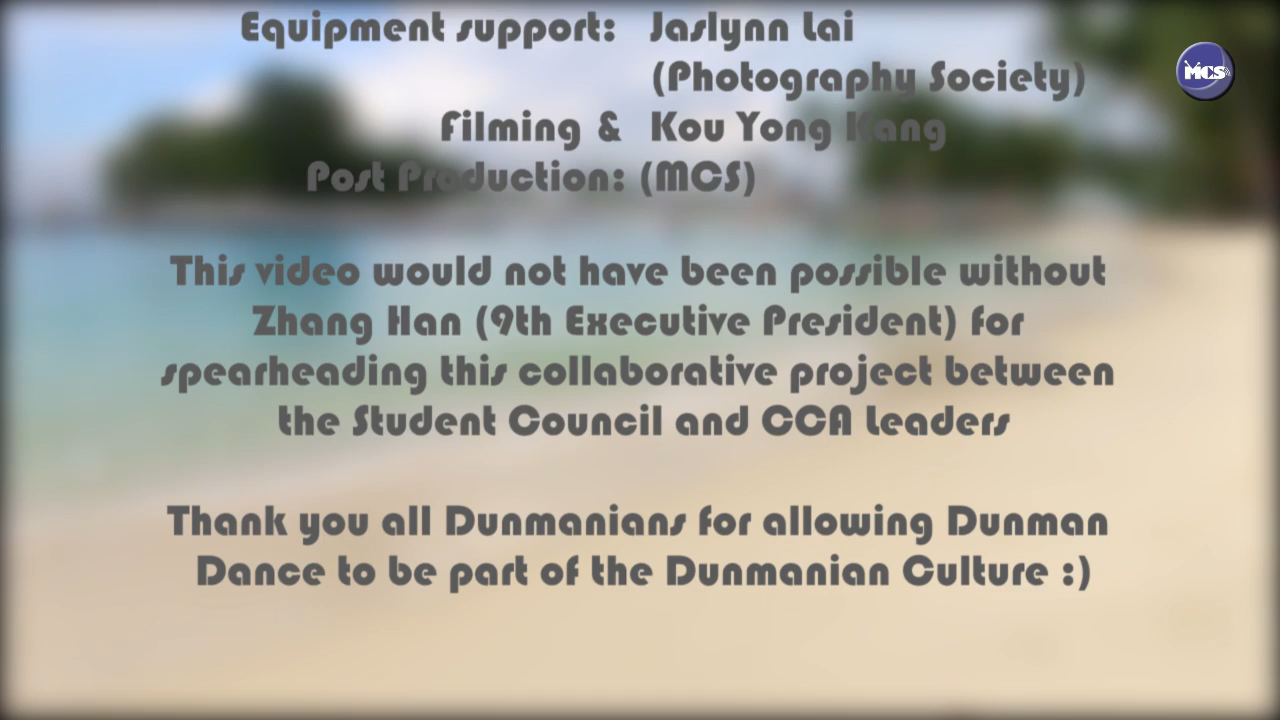 Equipment support: Jaslynn Lai
(Photography Society)
MCS
Filming & Kou Yong Kang
Post Production: (MCS)
This video would not have been possible without
Zhang Han (9th Executive President) for
spearheading this collaborative project between
the Student Council and CCA Leaders
Thank you all Dunmanians for allowing Dunman
Dance to be part of the Dunmanian Culture :)